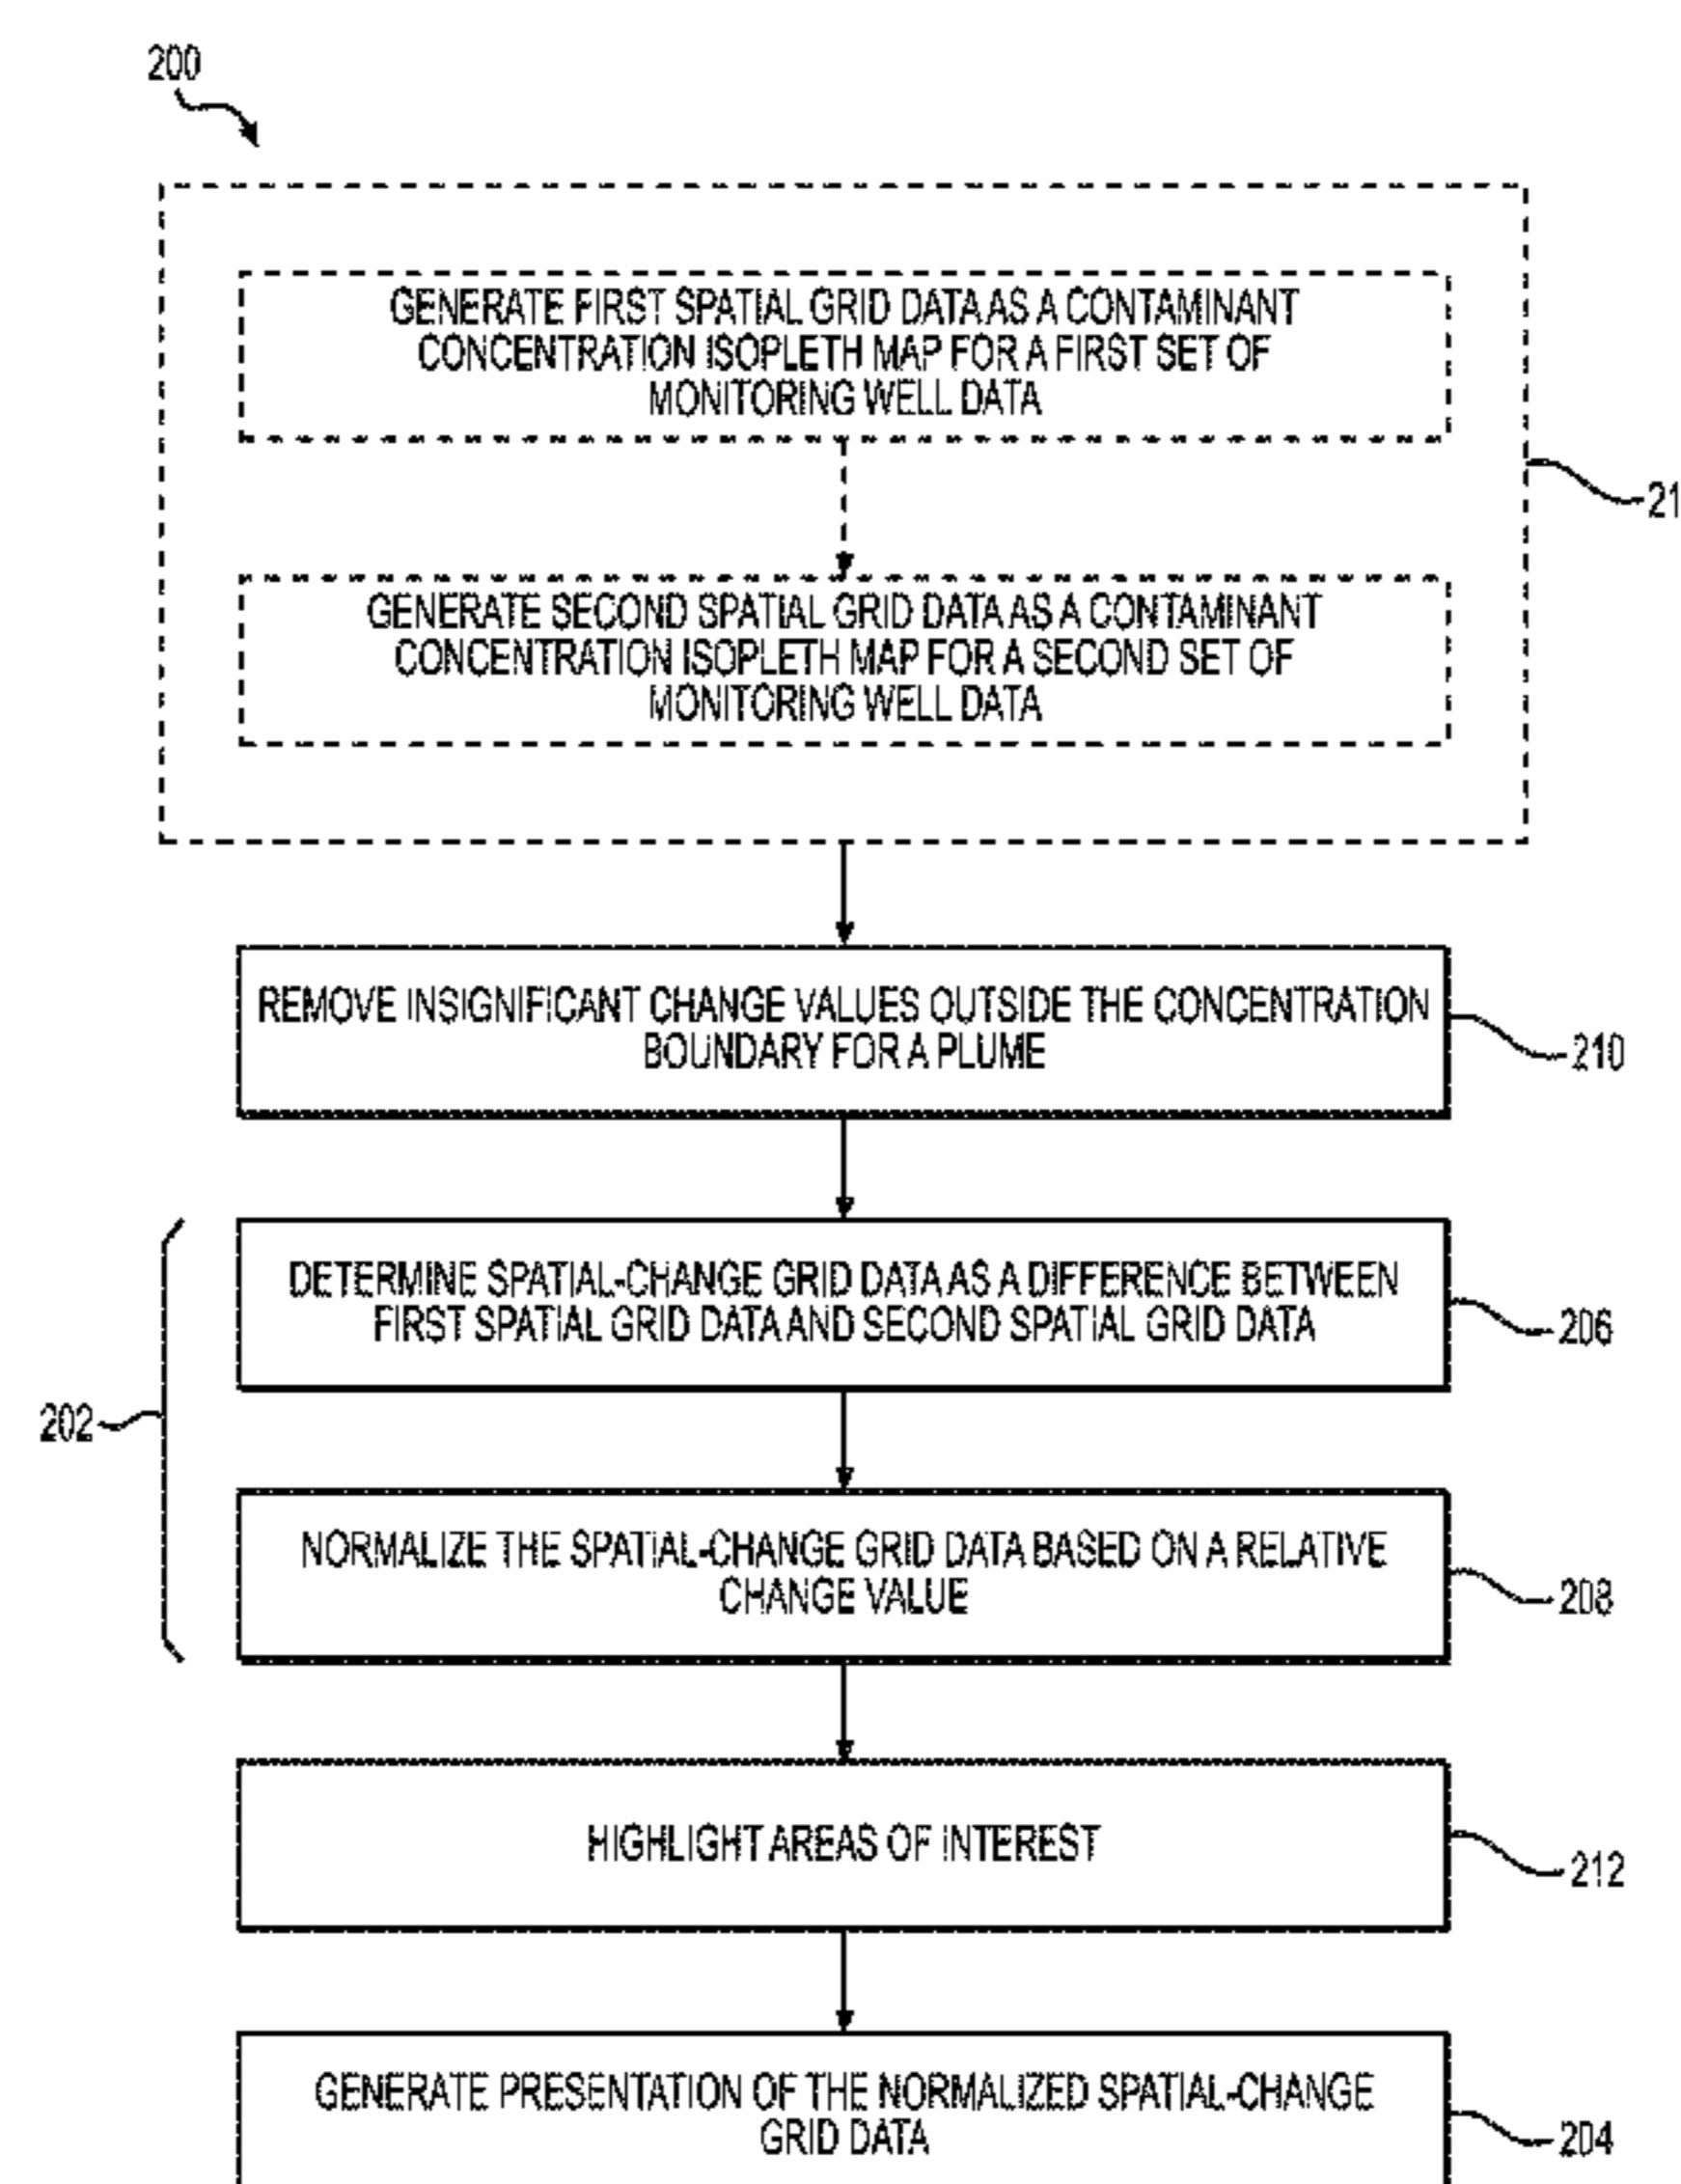 200
GENERATE FIRST SPATIAL GRID DATA AS A CONTAMINANT
CONCENTRATION ISOPLETH MAP FOR A FIRST SET OF
MONITORING WELL DATA
21
GENERATE SECOND SPATIAL GRID DATA AS A CONTAMINANT
CONCENTRATION ISOPLETH MAP FOR A SECOND SET OF
MONITORING WELL DATA
REMOVE INSIGNIFICANT CHANGE VALUES OUTSIDE THE CONCENTRATION
BOUNDARY FOR A PLUME
210
DETERMINE SPATIAL-CHANGE GRID DATA AS A DIFFERENCE BETWEEN
FIRST SPATIAL GRID DATA AND SECOND SPATIAL GRID DATA
206
202
NORMALIZE THE SPATIAL-CHANGE GRID DATA BASED ON A RELATIVE
CHANGE VALUE
208
HIGHLIGHT AREAS OF INTEREST
212
GENERATE PRESENTATION OF THE NORMALIZED SPATIAL-CHANGE
GRID DATA
204